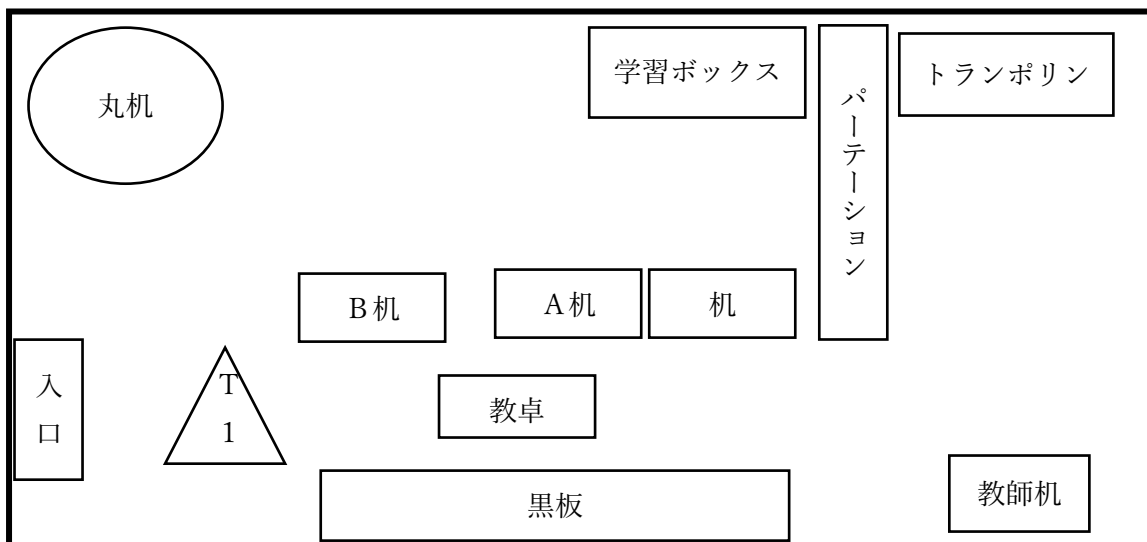 丸机
学習ボックス
パーテーション
トランポリン
B机
A机
机
入口
T1
教卓
黒板
教師机